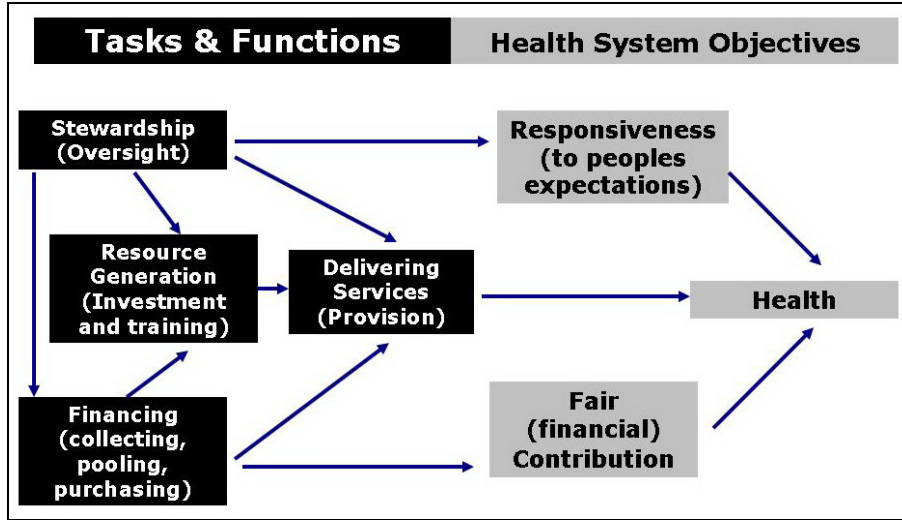 Tasks & Functions
Health System Objectives
Stewardship
(Oversight)
Responsiveness
(to peoples
expectations)
Resource
Generation
(Investment
and training)
Delivering
Services
(Provision)
Health
Financing
(collecting,
pooling,
purchasing)
Fair
(financial)
Contribution